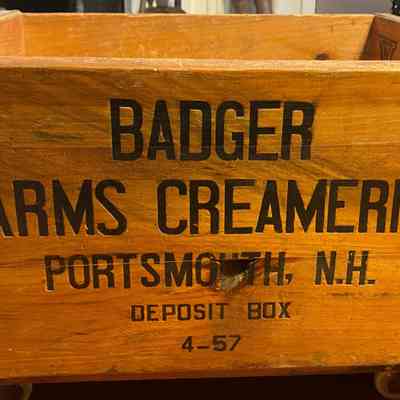 BADGER
ARMS CREAMER
PORTSMOUTH, N.H.
DEPOSIT BOX
4-57